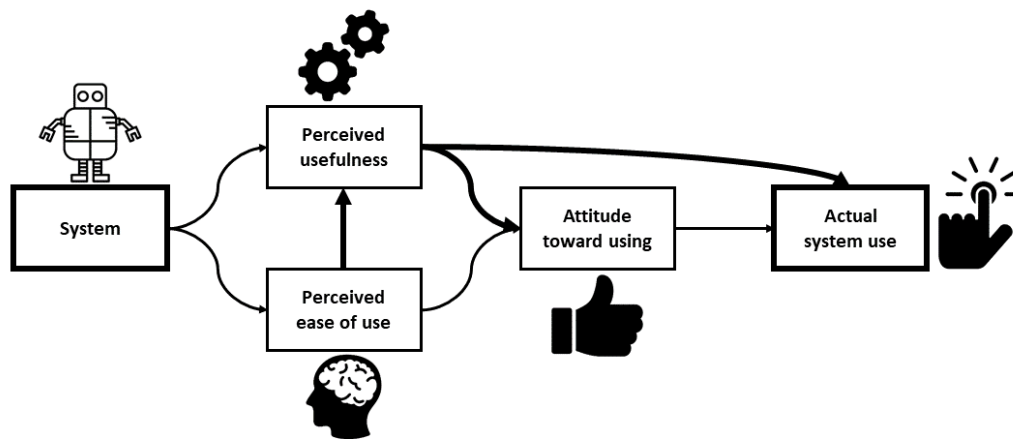 System
Perceived
usefulness
Perceived
ease of use
Attitude
toward using
Actual
system use